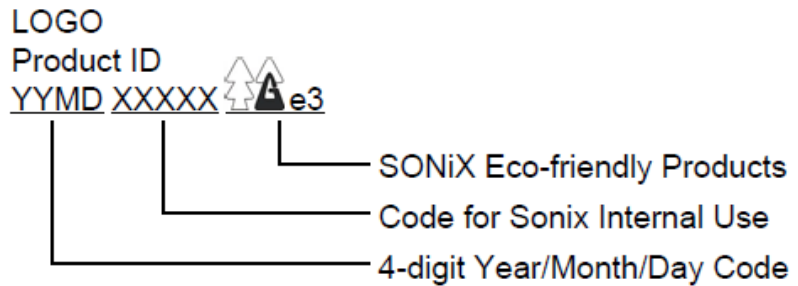 LOGO
Product ID
YYMD XXXXX G e3
SONiX Eco-friendly Products
Code for Sonix Internal Use
4-digit Year/Month/Day Code